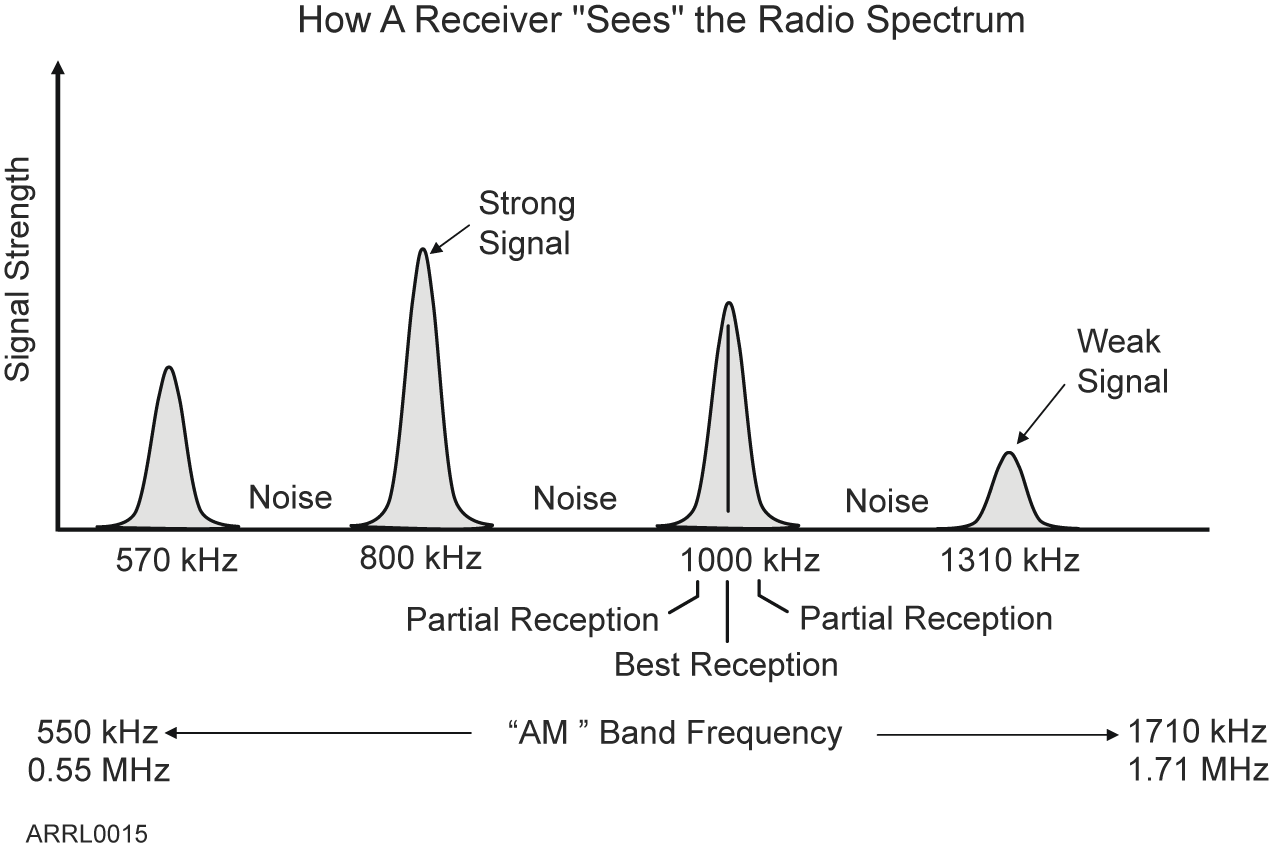 How A Receiver "Sees" the Radio Spectrum
Signal Strength
Strong
Signal
Weak
Signal
Noise
Noise
Noise
570 kHz
800 kHz
1000 kHz
1310 kHz
Partial Reception
Partial Reception
Best Reception
550 kHz
0.55 MHz
“AM ” Band Frequency
1710 kHz
1.71 MHz
ARRL0015